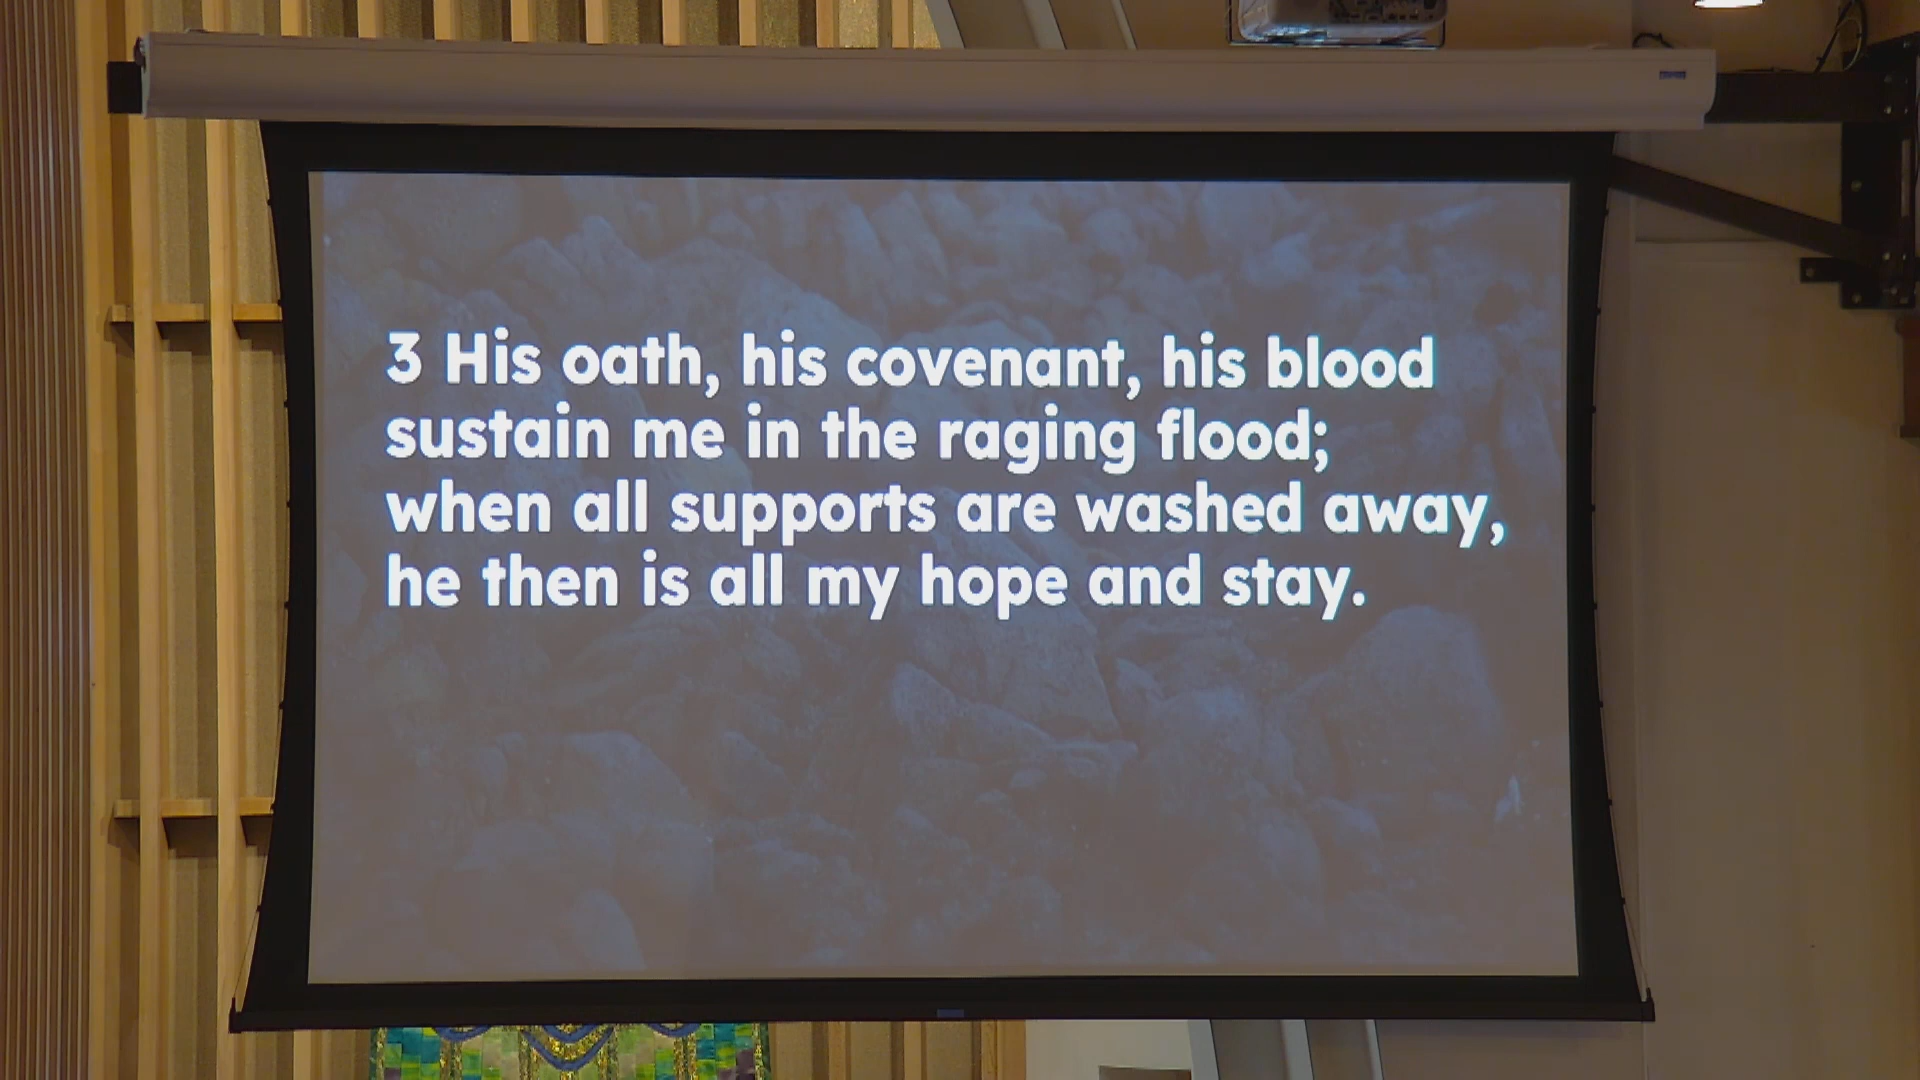 3 His oath, his covenant, his blood
sustain me in the raging flood;
when all supports are washed away,
he then is all my hope and stay.